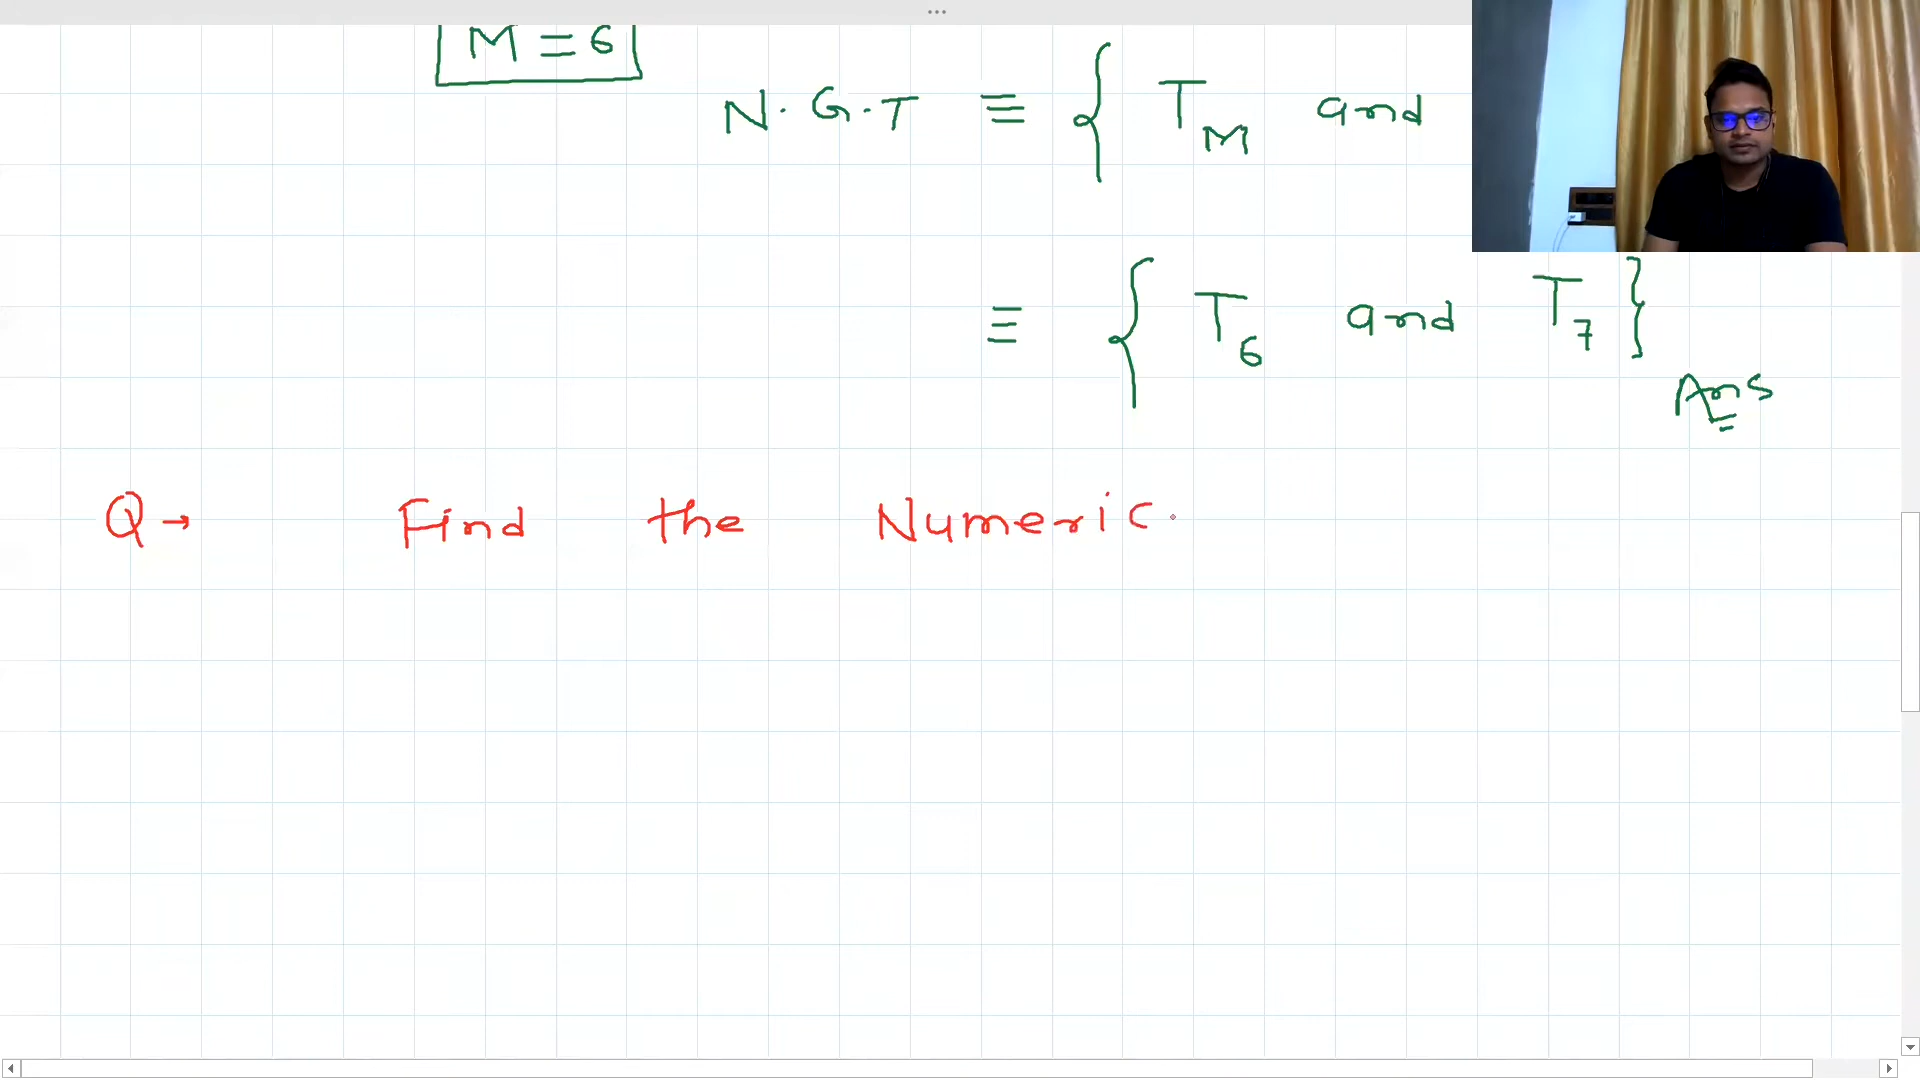 M = 6
N.G.T ≡ { T_M and
≡ { T_6 and T_7 }
Ans
Q → Find the Numeric